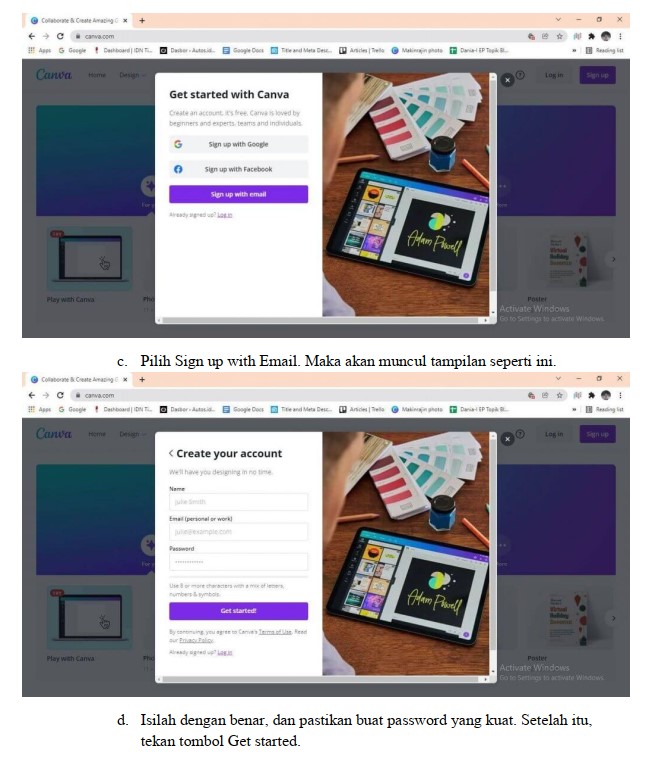 Collaborate & Create Amazing G
canva.com
Apps Google Dashboard | IDN Ti... Dasbor - Autos.id... Google Docs Title and Meta Desc... Articles | Trello Makinrajin photo Dania-I EP Topik Bl... » Reading list
Canva Home Design Log in Sign up
Get started with Canva
Create an account, it's free. Canva is loved by
beginners and experts, teams and individuals.
Sign up with Google
Sign up with Facebook
Sign up with email
Already signed up? Log in
Adam Powell
For y
Play with Canva
Poster
Activate Windows
Go to Settings to activate Windows.
c. Pilih Sign up with Email. Maka akan muncul tampilan seperti ini.
Collaborate & Create Amazing G
canva.com
Apps Google Dashboard | IDN Ti... Dasbor - Autos.id... Google Docs Title and Meta Desc... Articles | Trello Makinrajin photo Dania-I EP Topik Bl... » Reading list
Canva Home Design Log in Sign up
Create your account
We'll have you designing in no time.
Name
Julie Smith
Email (personal or work)
julie@example.com
Password
Use 8 or more characters with a mix of letters,
numbers & symbols.
Get started!
By continuing, you agree to Canva's Terms of Use. Read
our Privacy Policy.
Already signed up? Log in
Adam Powell
For y
Play with Canva
Poster
Activate Windows
Go to Settings to activate Windows.
d. Isilah dengan benar, dan pastikan buat password yang kuat. Setelah itu,
tekan tombol Get started.